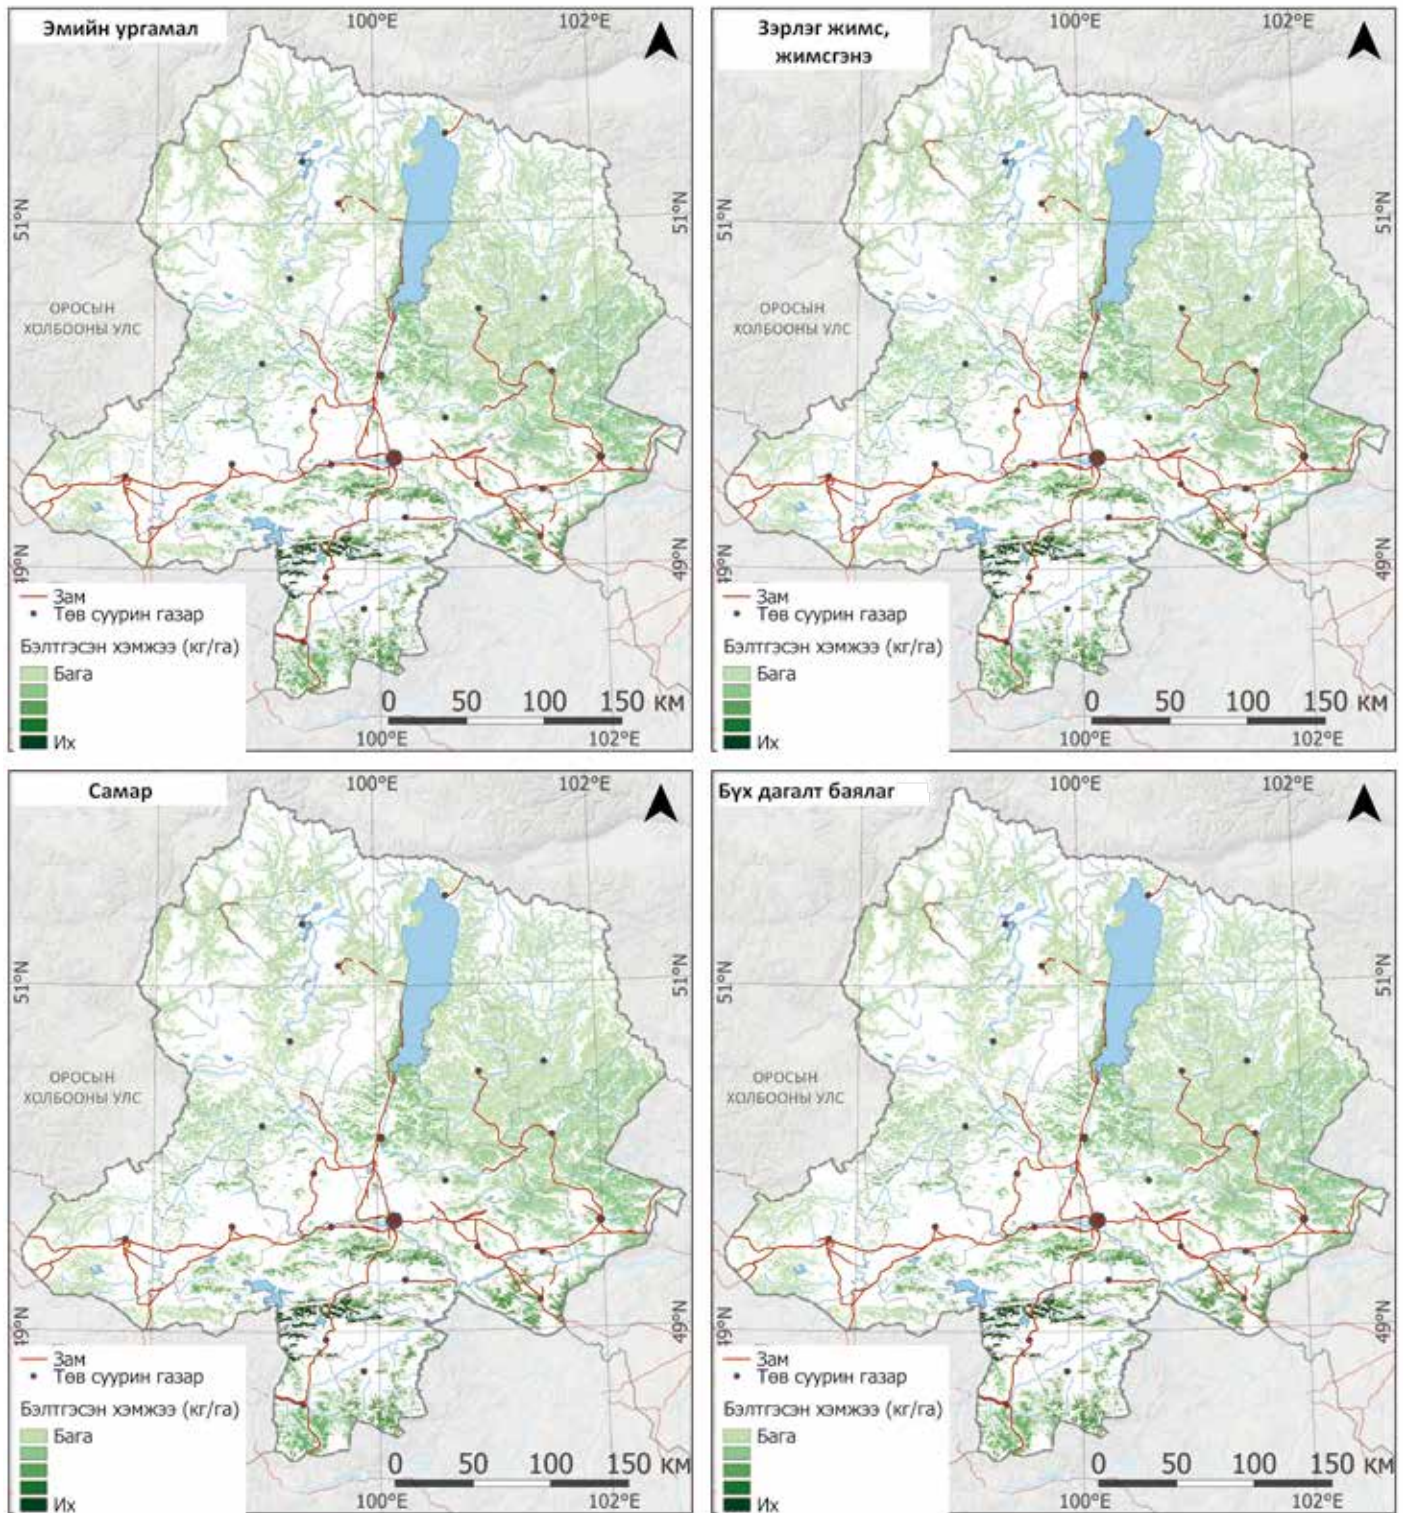 Эмийн ургамал
100°E
102°E
51°N
51°N
ОРОСЫН
ХОЛБООНЫ УЛС
49°N
49°N
Зам
Төв суурин газар
Бэлтгэсэн хэмжээ (кг/га)
Бага
Их
0 50 100 150 км
100°E
102°E
Зэрлэг жимс,
жимсгэнэ
100°E
102°E
51°N
51°N
ОРОСЫН
ХОЛБООНЫ УЛС
49°N
49°N
Зам
Төв суурин газар
Бэлтгэсэн хэмжээ (кг/га)
Бага
Их
0 50 100 150 км
100°E
102°E
Самар
100°E
102°E
51°N
51°N
ОРОСЫН
ХОЛБООНЫ УЛС
49°N
49°N
Зам
Төв суурин газар
Бэлтгэсэн хэмжээ (кг/га)
Бага
Их
0 50 100 150 км
100°E
102°E
Бүх дагалт баялаг
100°E
102°E
51°N
51°N
ОРОСЫН
ХОЛБООНЫ УЛС
49°N
49°N
Зам
Төв суурин газар
Бэлтгэсэн хэмжээ (кг/га)
Бага
Их
0 50 100 150 км
100°E
102°E